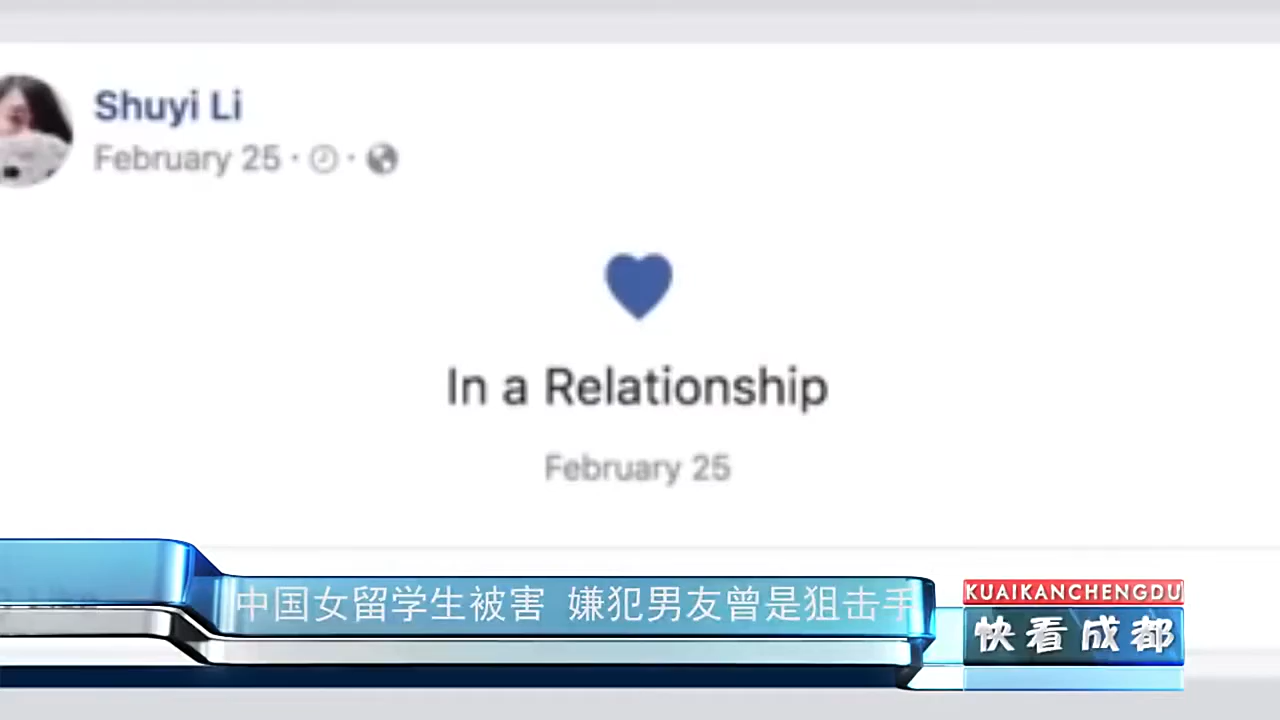 Shuyi Li
February 25
In a Relationship
February 25
中国女留学生被害 嫌犯男友曾是狙击手
KUAIKANCHENGDU
快看成都